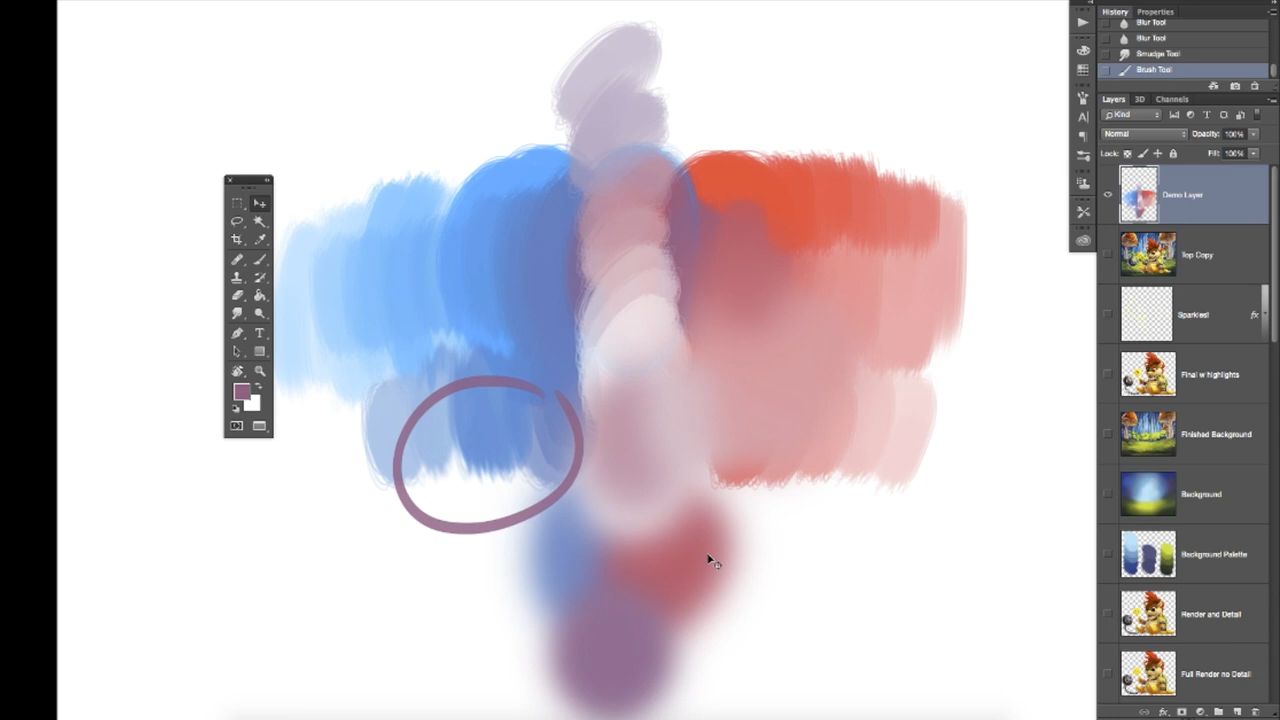 History Properties
Blur Tool
Blur Tool
Smudge Tool
Brush Tool
Layers 3D Channels
Kind
Normal Opacity: 100%
Lock: Fill: 100%
Demo Layer
Top Copy
Sparkles! fx
Final w highlights
Finished Background
Background
Background Palette
Render and Detail
Full Render no Detail